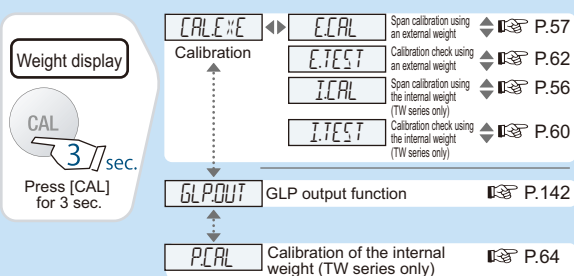 Weight display
CAL
3 sec.
Press [CAL]
for 3 sec.
CAL.EXE
Calibration
E.CAL
Span calibration using
an external weight
P.57
E.TEST
Calibration check using
an external weight
P.62
I.CAL
Span calibration using
the internal weight
(TW series only)
P.56
I.TEST
Calibration check using
the internal weight
(TW series only)
P.60
GLP.OUT
GLP output function
P.142
P.CAL
Calibration of the internal
weight (TW series only)
P.64